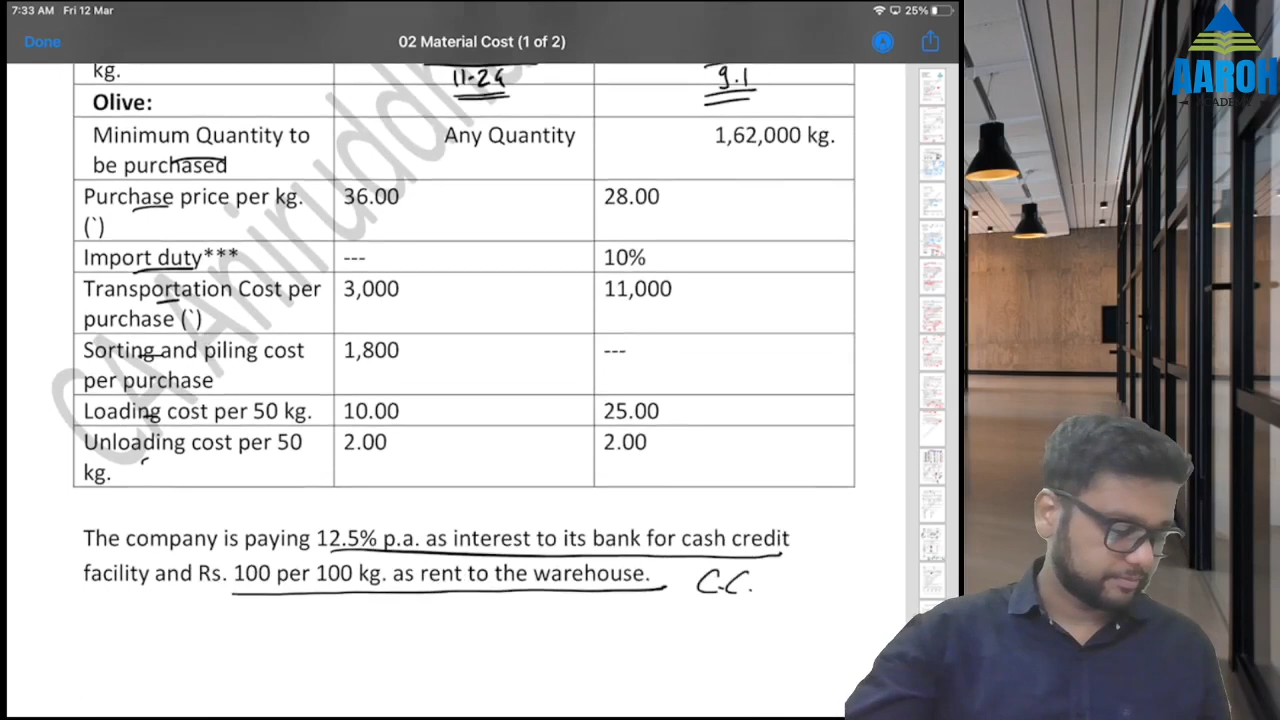 7:33 AM Fri 12 Mar
25%
Done
02 Material Cost (1 of 2)
AAROH
kg.
11.24
9.1
Olive:
Minimum Quantity to Any Quantity 1,62,000 kg.
be purchased
Purchase price per kg. 36.00 28.00
(`)
Import duty*** --- 10%
Transportation Cost per 3,000 11,000
purchase (`)
Sorting and piling cost 1,800 ---
per purchase
Loading cost per 50 kg. 10.00 25.00
Unloading cost per 50 2.00 2.00
kg.
CA Aniruddha
The company is paying 12.5% p.a. as interest to its bank for cash credit
facility and Rs. 100 per 100 kg. as rent to the warehouse.
C.C.